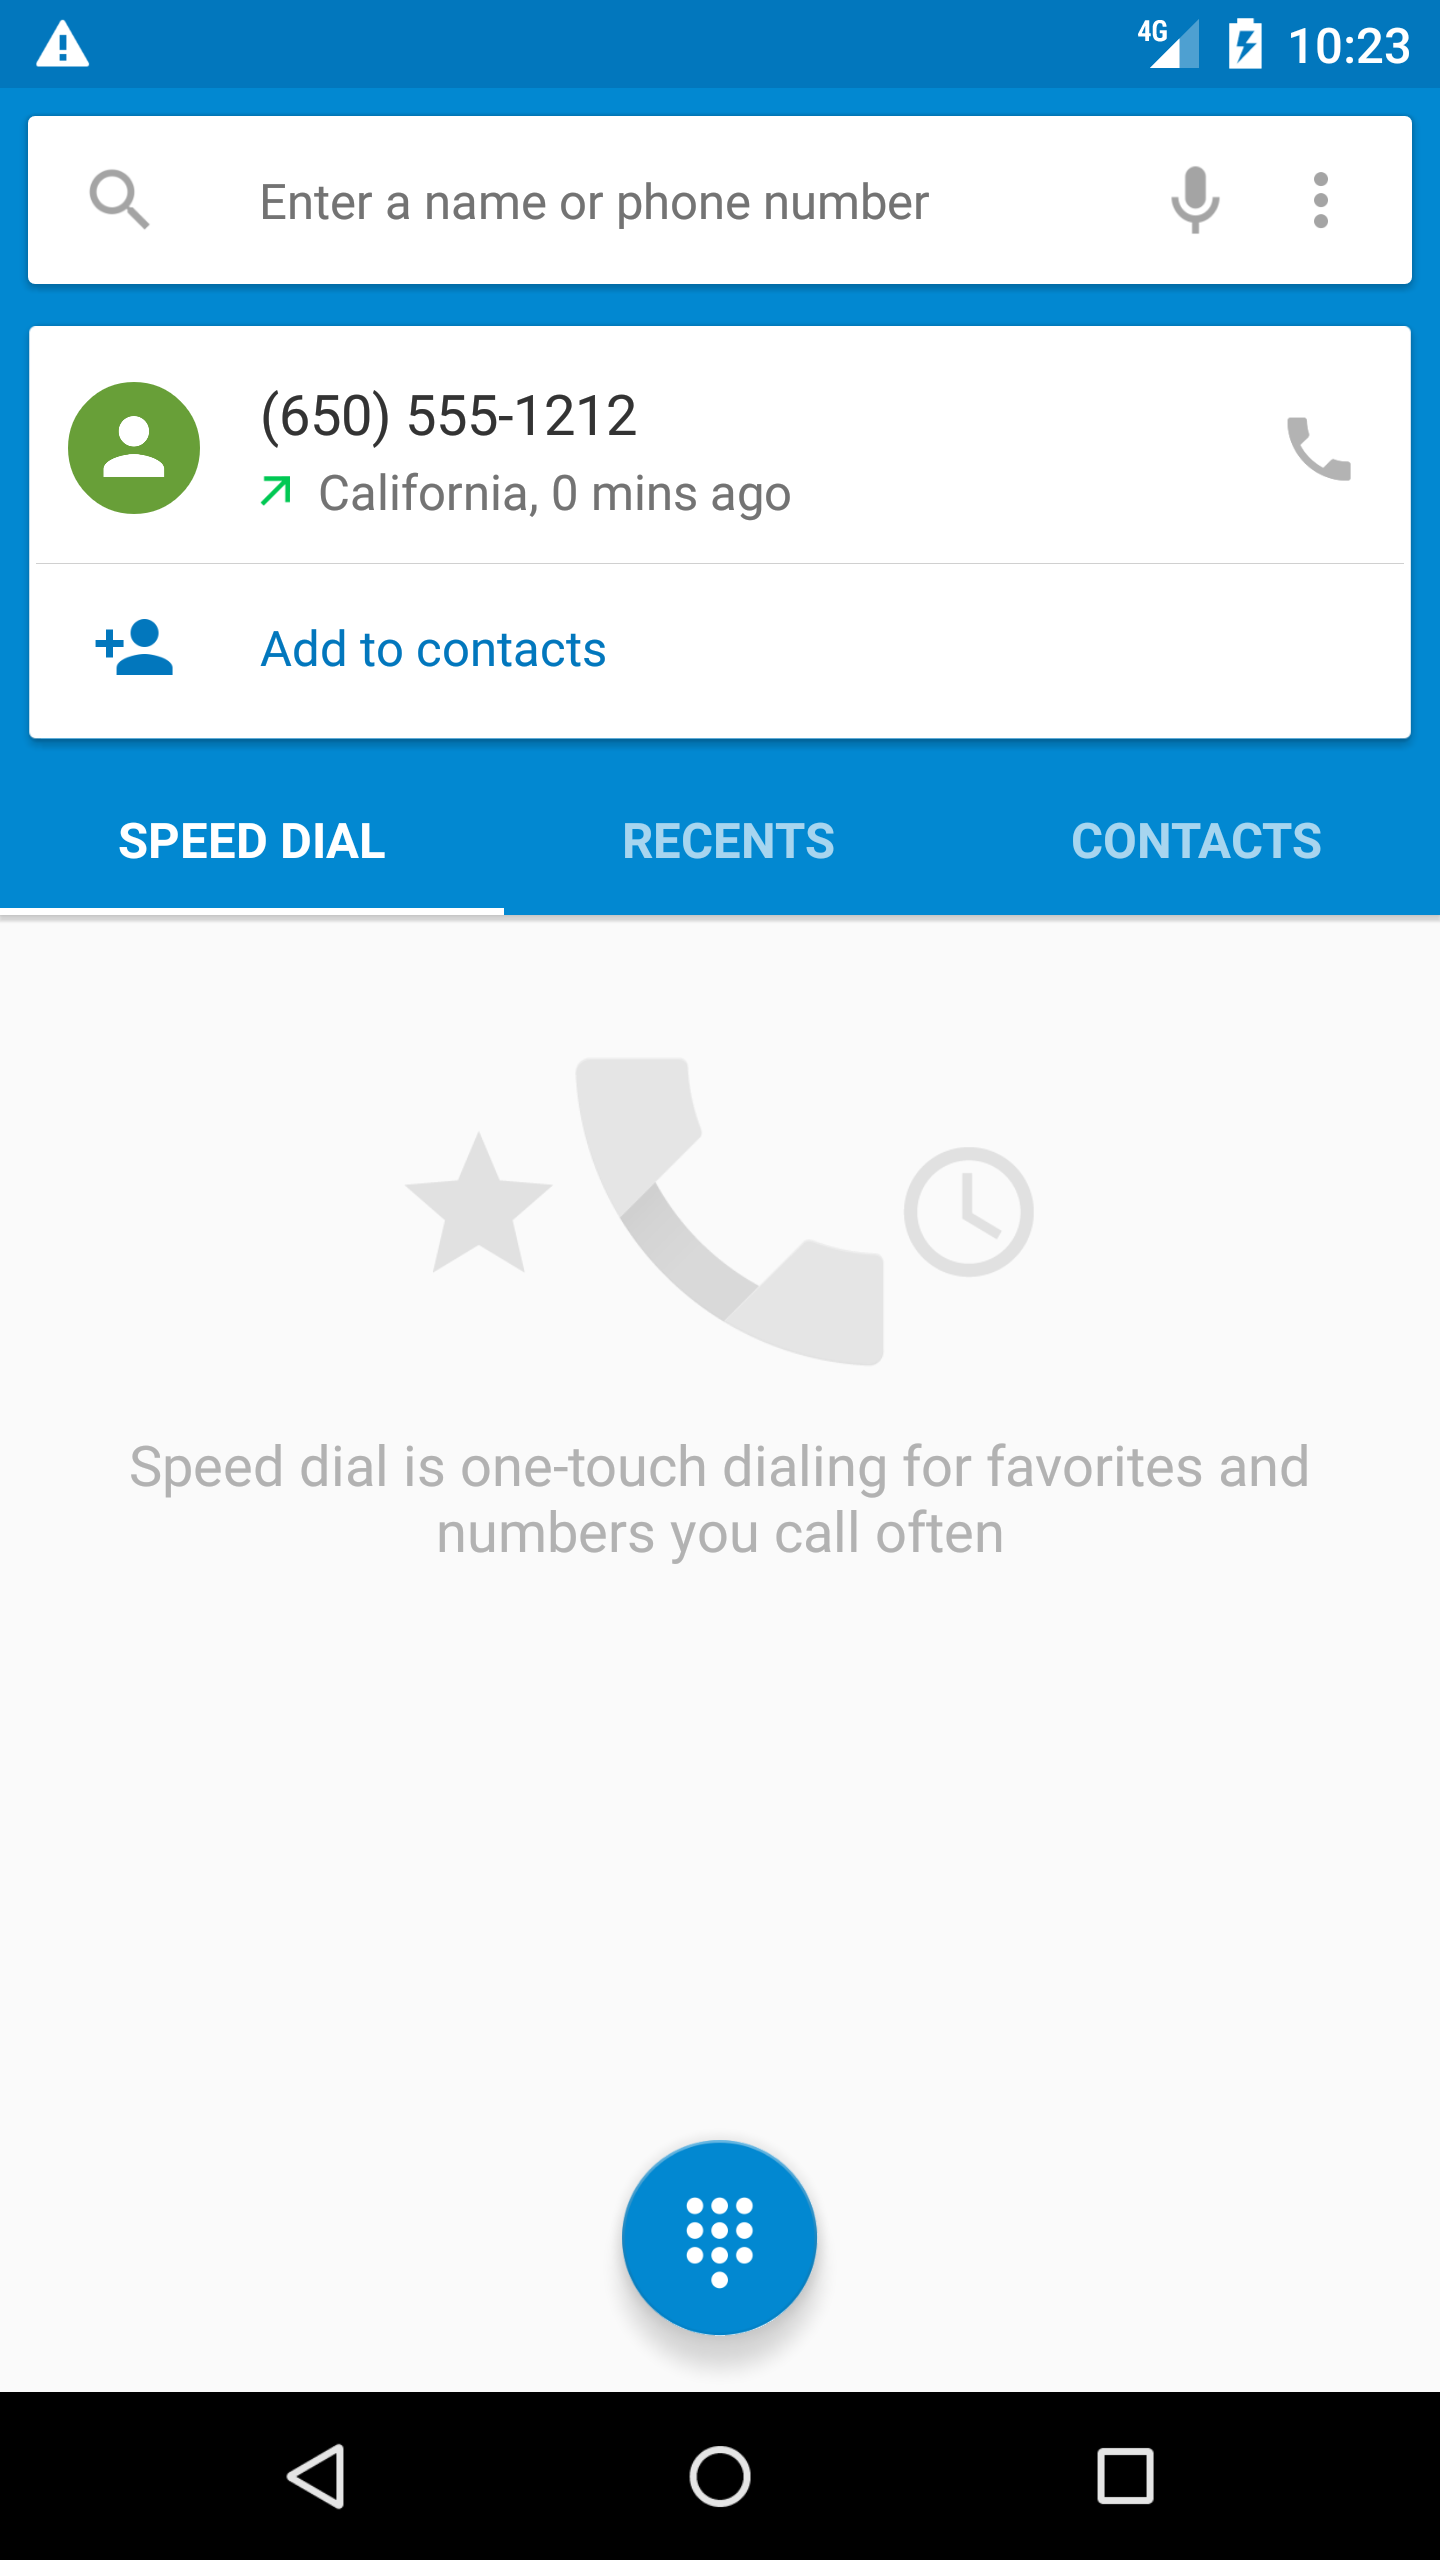 4G 10:23
Enter a name or phone number
(650) 555-1212
California, 0 mins ago
Add to contacts
SPEED DIAL RECENTS CONTACTS
Speed dial is one-touch dialing for favorites and
numbers you call often